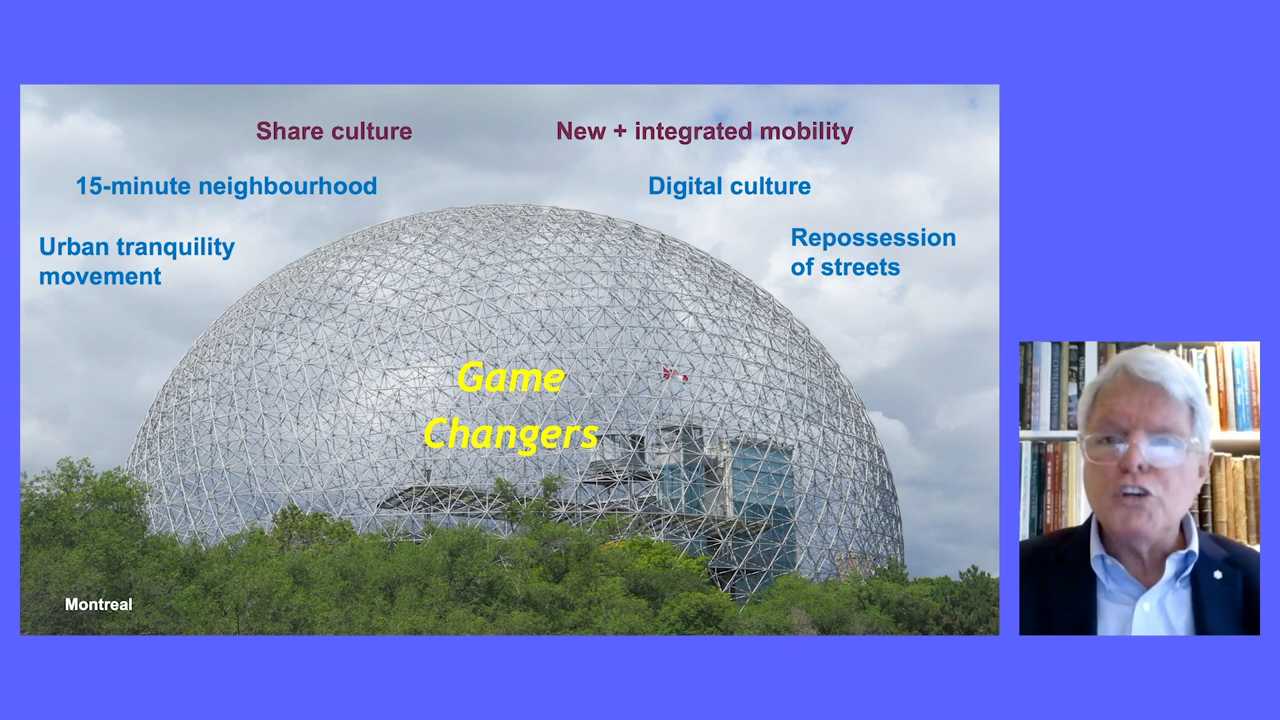 Share culture
New + integrated mobility
15-minute neighbourhood
Digital culture
Urban tranquility
movement
Repossession
of streets
Game
Changers
Montreal